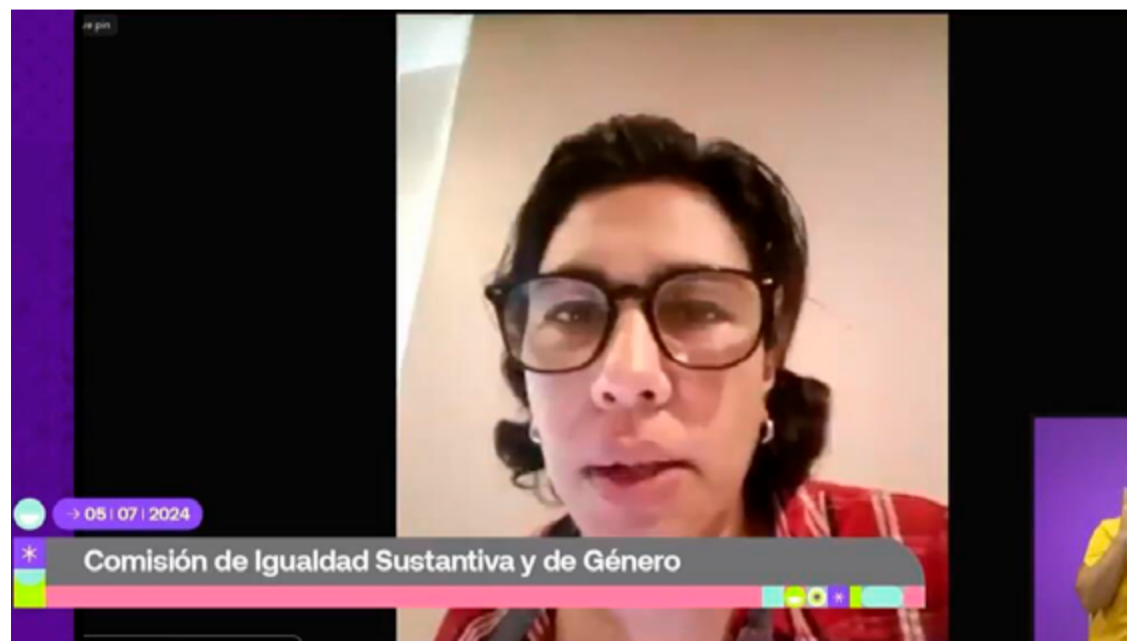 → 05 | 07 | 2024
Comisión de Igualdad Sustantiva y de Género